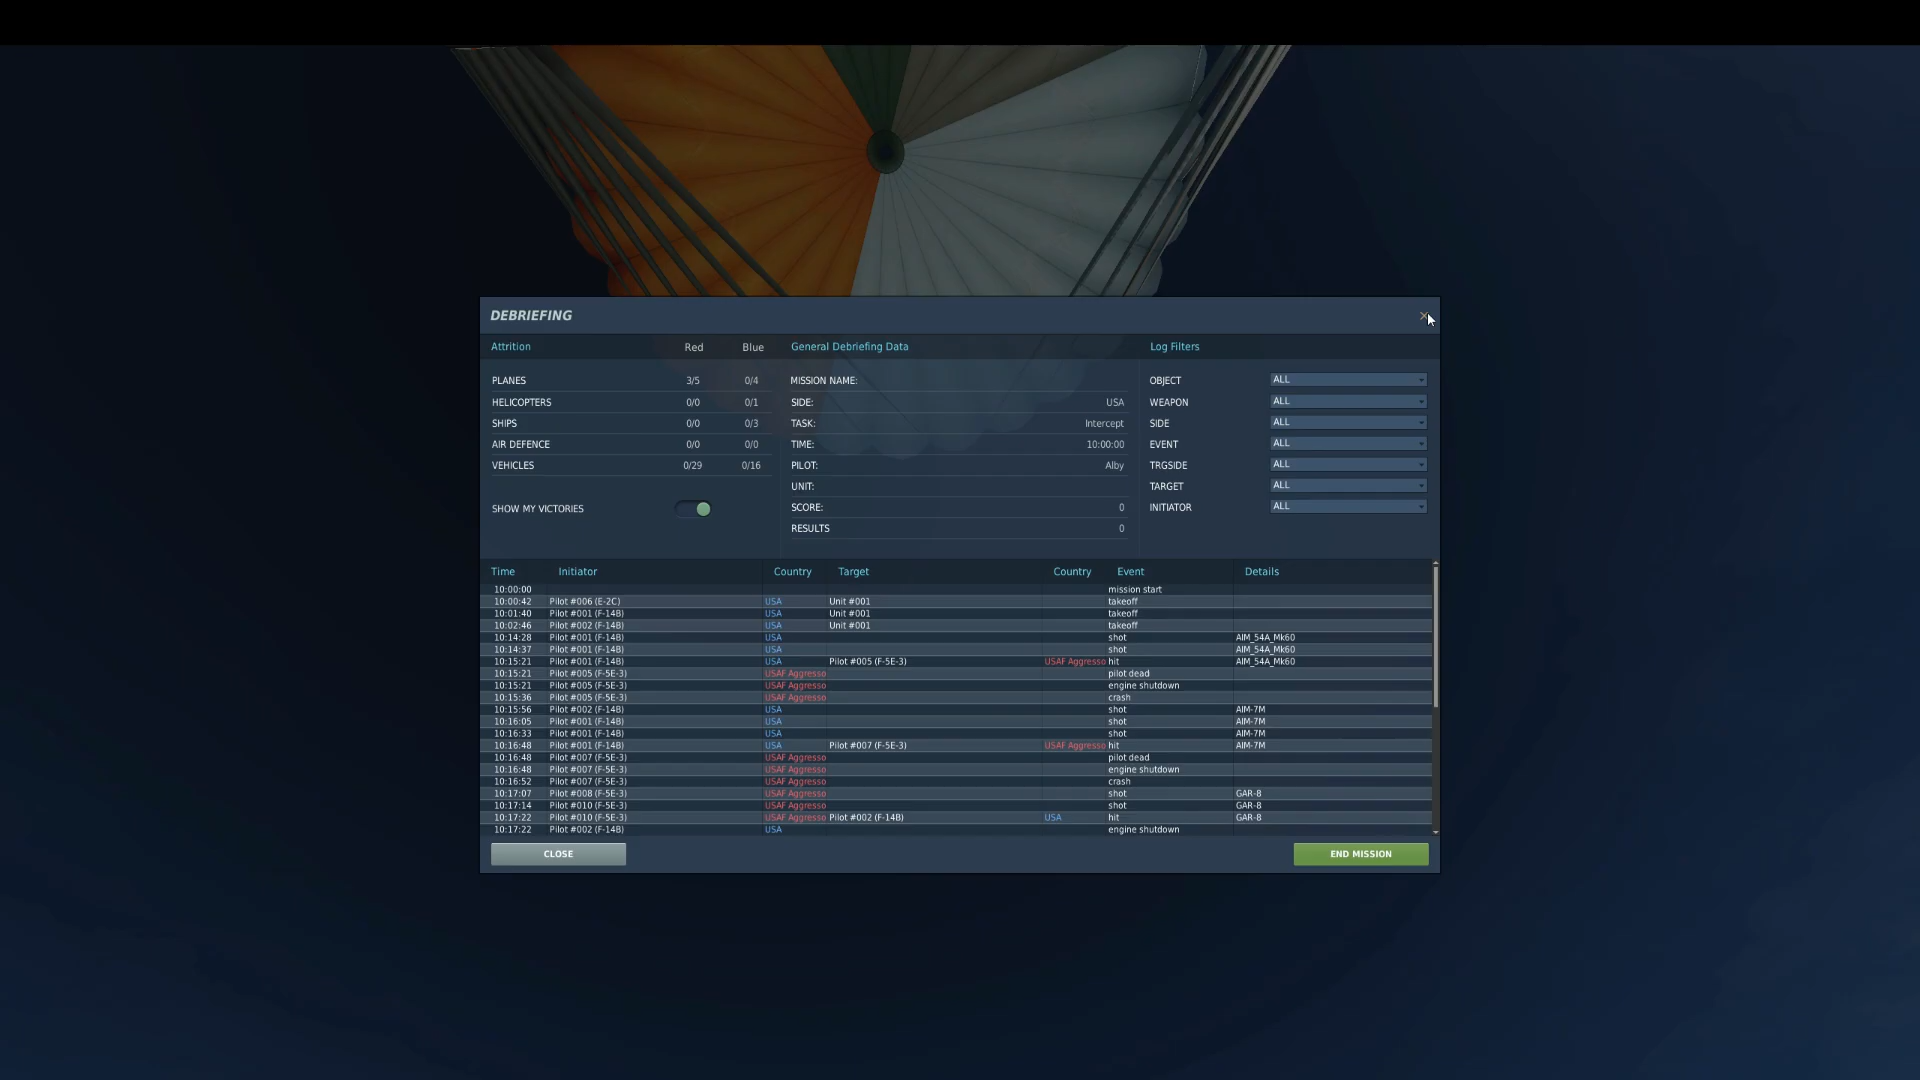 DEBRIEFING
Attrition Red Blue General Debriefing Data Log Filters
PLANES 3/5 0/4 MISSION NAME: OBJECT ALL
HELICOPTERS 0/0 0/1 SIDE: USA WEAPON ALL
SHIPS 0/0 0/3 TASK: Intercept SIDE ALL
AIR DEFENCE 0/0 0/0 TIME: 10:00:00 EVENT ALL
VEHICLES 0/29 0/16 PILOT: Alby TRGSIDE ALL
UNIT: TARGET ALL
SHOW MY VICTORIES SCORE: 0 INITIATOR ALL
RESULTS 0
Time Initiator Country Target Country Event Details
10:00:00 mission start
10:00:42 Pilot #006 (E-2C) USA Unit #001 takeoff
10:01:40 Pilot #001 (F-14B) USA Unit #001 takeoff
10:02:46 Pilot #002 (F-14B) USA Unit #001 takeoff
10:14:28 Pilot #001 (F-14B) USA shot AIM_54A_Mk60
10:14:37 Pilot #001 (F-14B) USA shot AIM_54A_Mk60
10:15:21 Pilot #001 (F-14B) USA Pilot #005 (F-5E-3) USAF Aggresso hit AIM_54A_Mk60
10:15:21 Pilot #005 (F-5E-3) USAF Aggresso pilot dead
10:15:21 Pilot #005 (F-5E-3) USAF Aggresso engine shutdown
10:15:36 Pilot #005 (F-5E-3) USAF Aggresso crash
10:15:56 Pilot #002 (F-14B) USA shot AIM-7M
10:16:05 Pilot #001 (F-14B) USA shot AIM-7M
10:16:33 Pilot #001 (F-14B) USA shot AIM-7M
10:16:48 Pilot #001 (F-14B) USA Pilot #007 (F-5E-3) USAF Aggresso hit AIM-7M
10:16:48 Pilot #007 (F-5E-3) USAF Aggresso pilot dead
10:16:48 Pilot #007 (F-5E-3) USAF Aggresso engine shutdown
10:16:52 Pilot #007 (F-5E-3) USAF Aggresso crash
10:17:07 Pilot #008 (F-5E-3) USAF Aggresso shot GAR-8
10:17:14 Pilot #010 (F-5E-3) USAF Aggresso shot GAR-8
10:17:22 Pilot #010 (F-5E-3) USAF Aggresso Pilot #002 (F-14B) USA hit GAR-8
10:17:22 Pilot #002 (F-14B) USA engine shutdown
CLOSE END MISSION